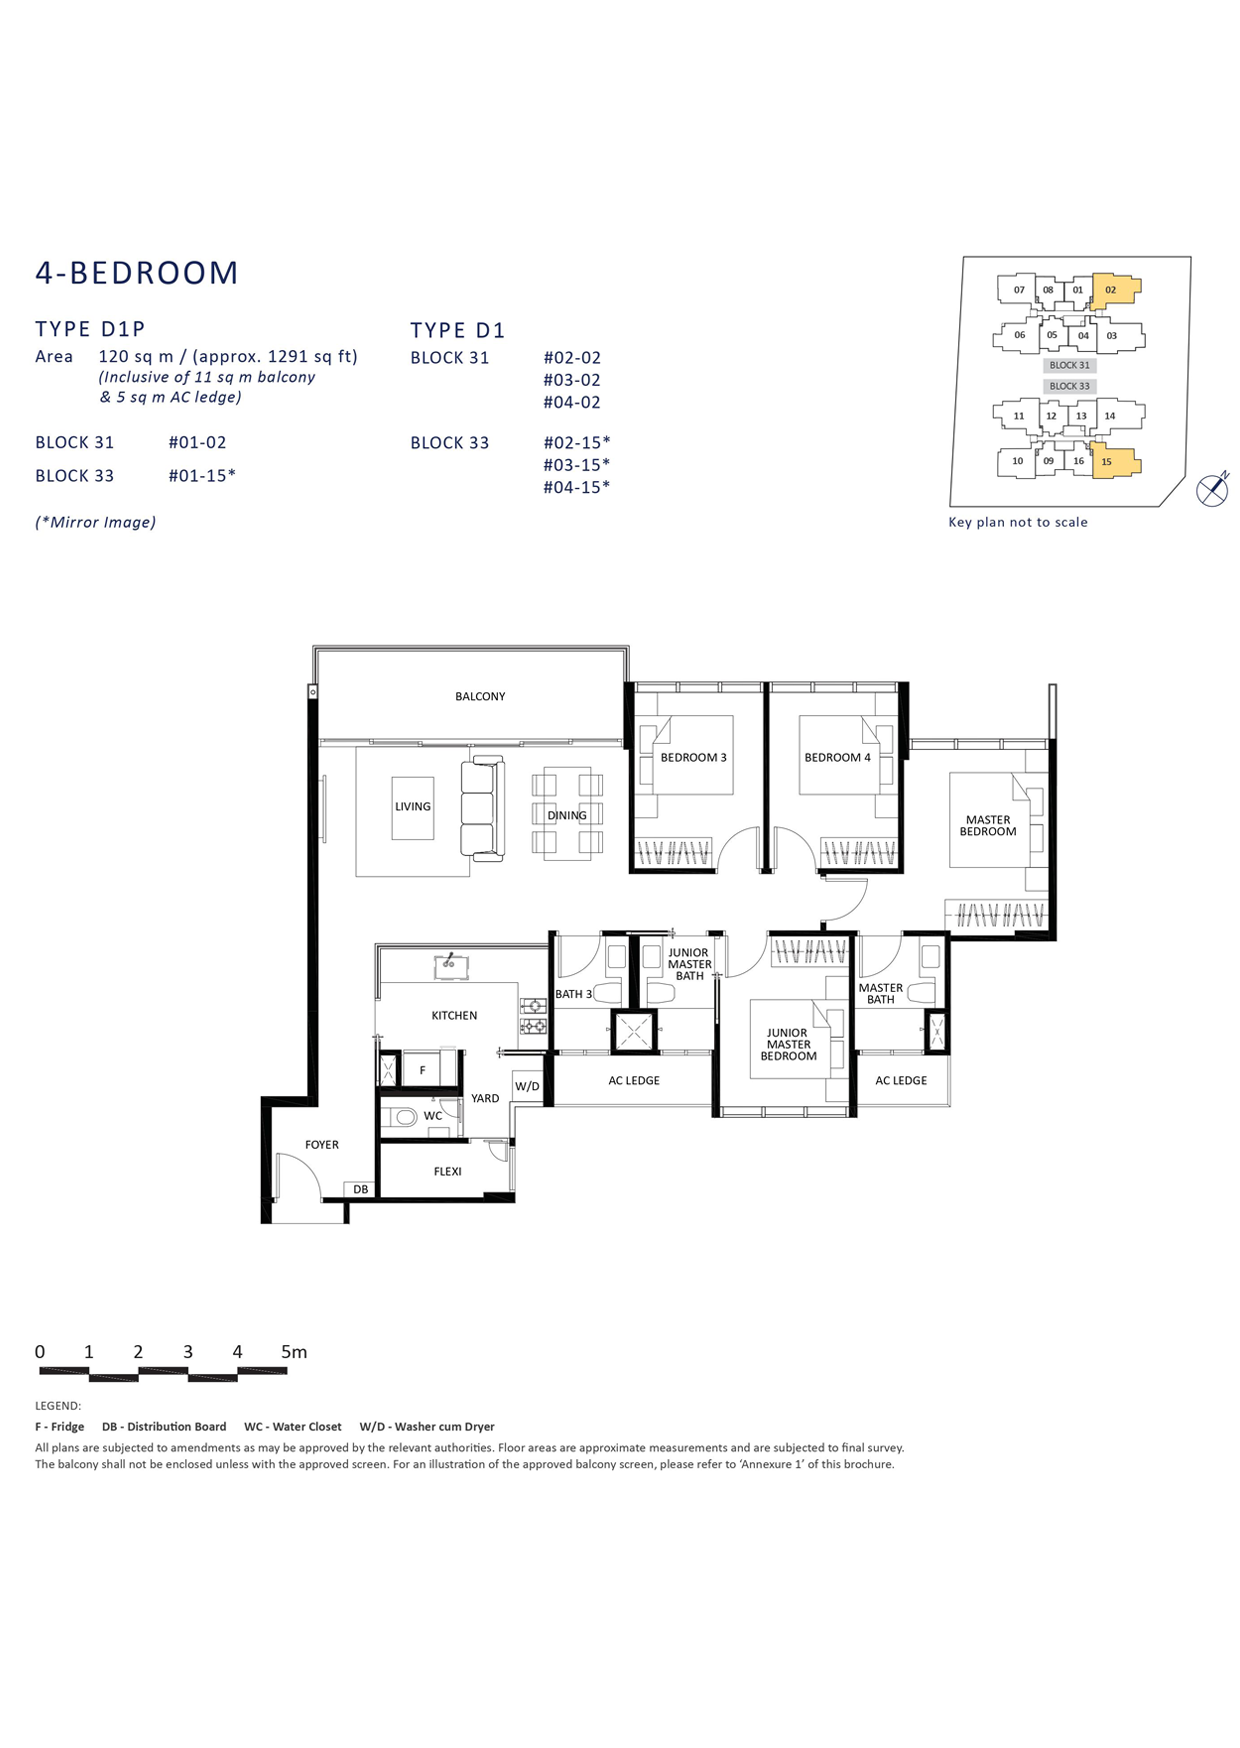 4-BEDROOM
TYPE D1P
Area 120 sq m / (approx. 1291 sq ft)
(Inclusive of 11 sq m balcony
& 5 sq m AC ledge)
BLOCK 31 #01-02
BLOCK 33 #01-15*
(*Mirror Image)
TYPE D1
BLOCK 31 #02-02
#03-02
#04-02
BLOCK 33 #02-15*
#03-15*
#04-15*
07 08 01 02
06 05 04 03
BLOCK 31
BLOCK 33
11 12 13 14
10 09 16 15
N
Key plan not to scale
BALCONY
BEDROOM 3
BEDROOM 4
LIVING
DINING
MASTER
BEDROOM
JUNIOR
MASTER
BATH
BATH 3
MASTER
BATH
KITCHEN
JUNIOR
MASTER
BEDROOM
F
W/D
AC LEDGE
AC LEDGE
YARD
WC
FOYER
FLEXI
DB
0 1 2 3 4 5m
LEGEND:
F - Fridge DB - Distribution Board WC - Water Closet W/D - Washer cum Dryer
All plans are subjected to amendments as may be approved by the relevant authorities. Floor areas are approximate measurements and are subjected to final survey.
The balcony shall not be enclosed unless with the approved screen. For an illustration of the approved balcony screen, please refer to ‘Annexure 1’ of this brochure.